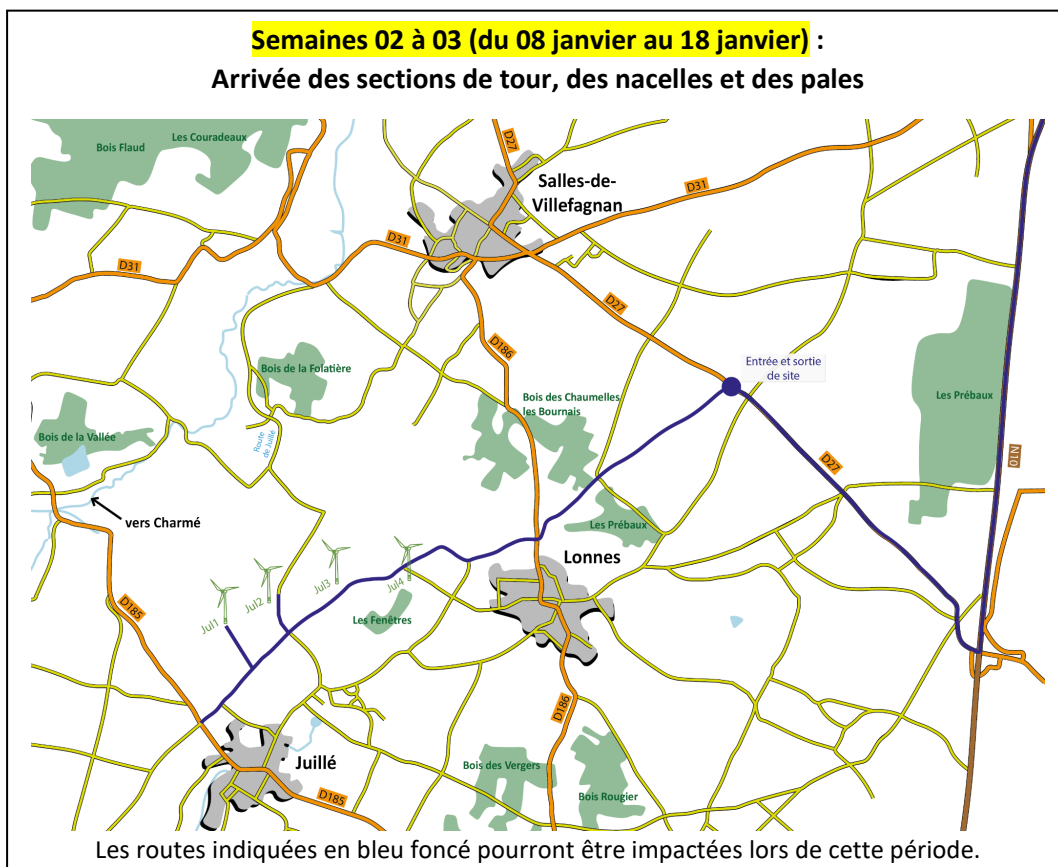 Semaines 02 à 03 (du 08 janvier au 18 janvier) :
Arrivée des sections de tour, des nacelles et des pales
Les Couradeaux
Bois Flaud
D27
Salles-de-
Villefagnan
D31
D31
D31
D27
D186
Entrée et sortie
de site
Bois de la Folatière
Bois des Chaumelles
les Bournais
Les Prébaux
Bois de la Vallée
Route
de Juillé
D27
N10
vers Charmé
Les Prébaux
Lonnes
Jul1
Jul2
Jul3
Jul4
D185
Les Fenêtres
D186
Juillé
Bois des Vergers
D185
Bois Rougier
Les routes indiquées en bleu foncé pourront être impactées lors de cette période.